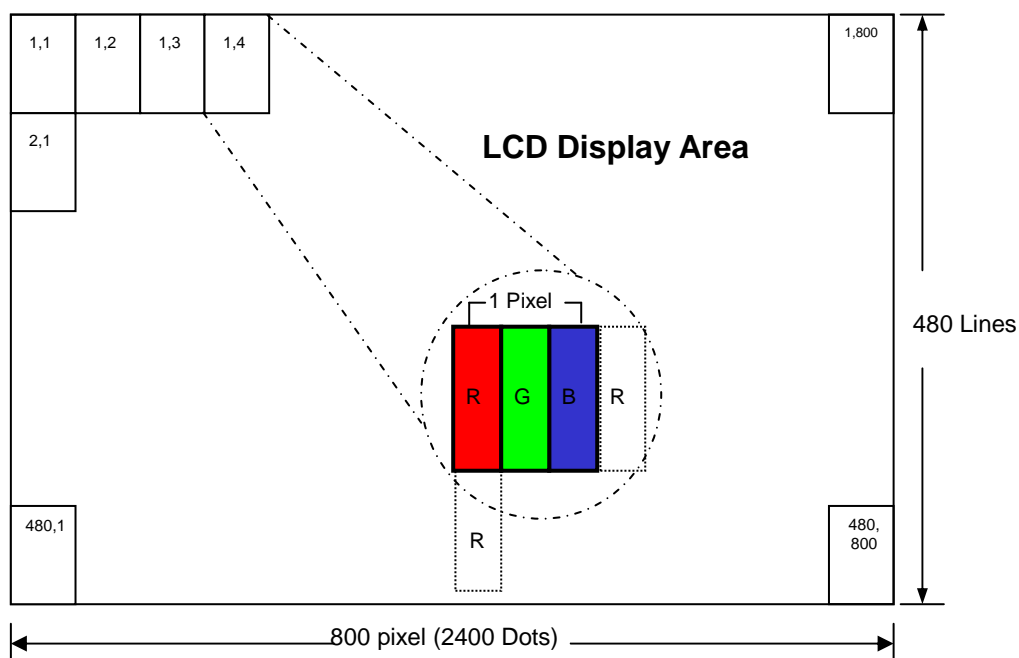 1,1 1,2 1,3 1,4 1,800
2,1
LCD Display Area
1 Pixel
480 Lines
R G B R
R
480,1
480,
800
800 pixel (2400 Dots)